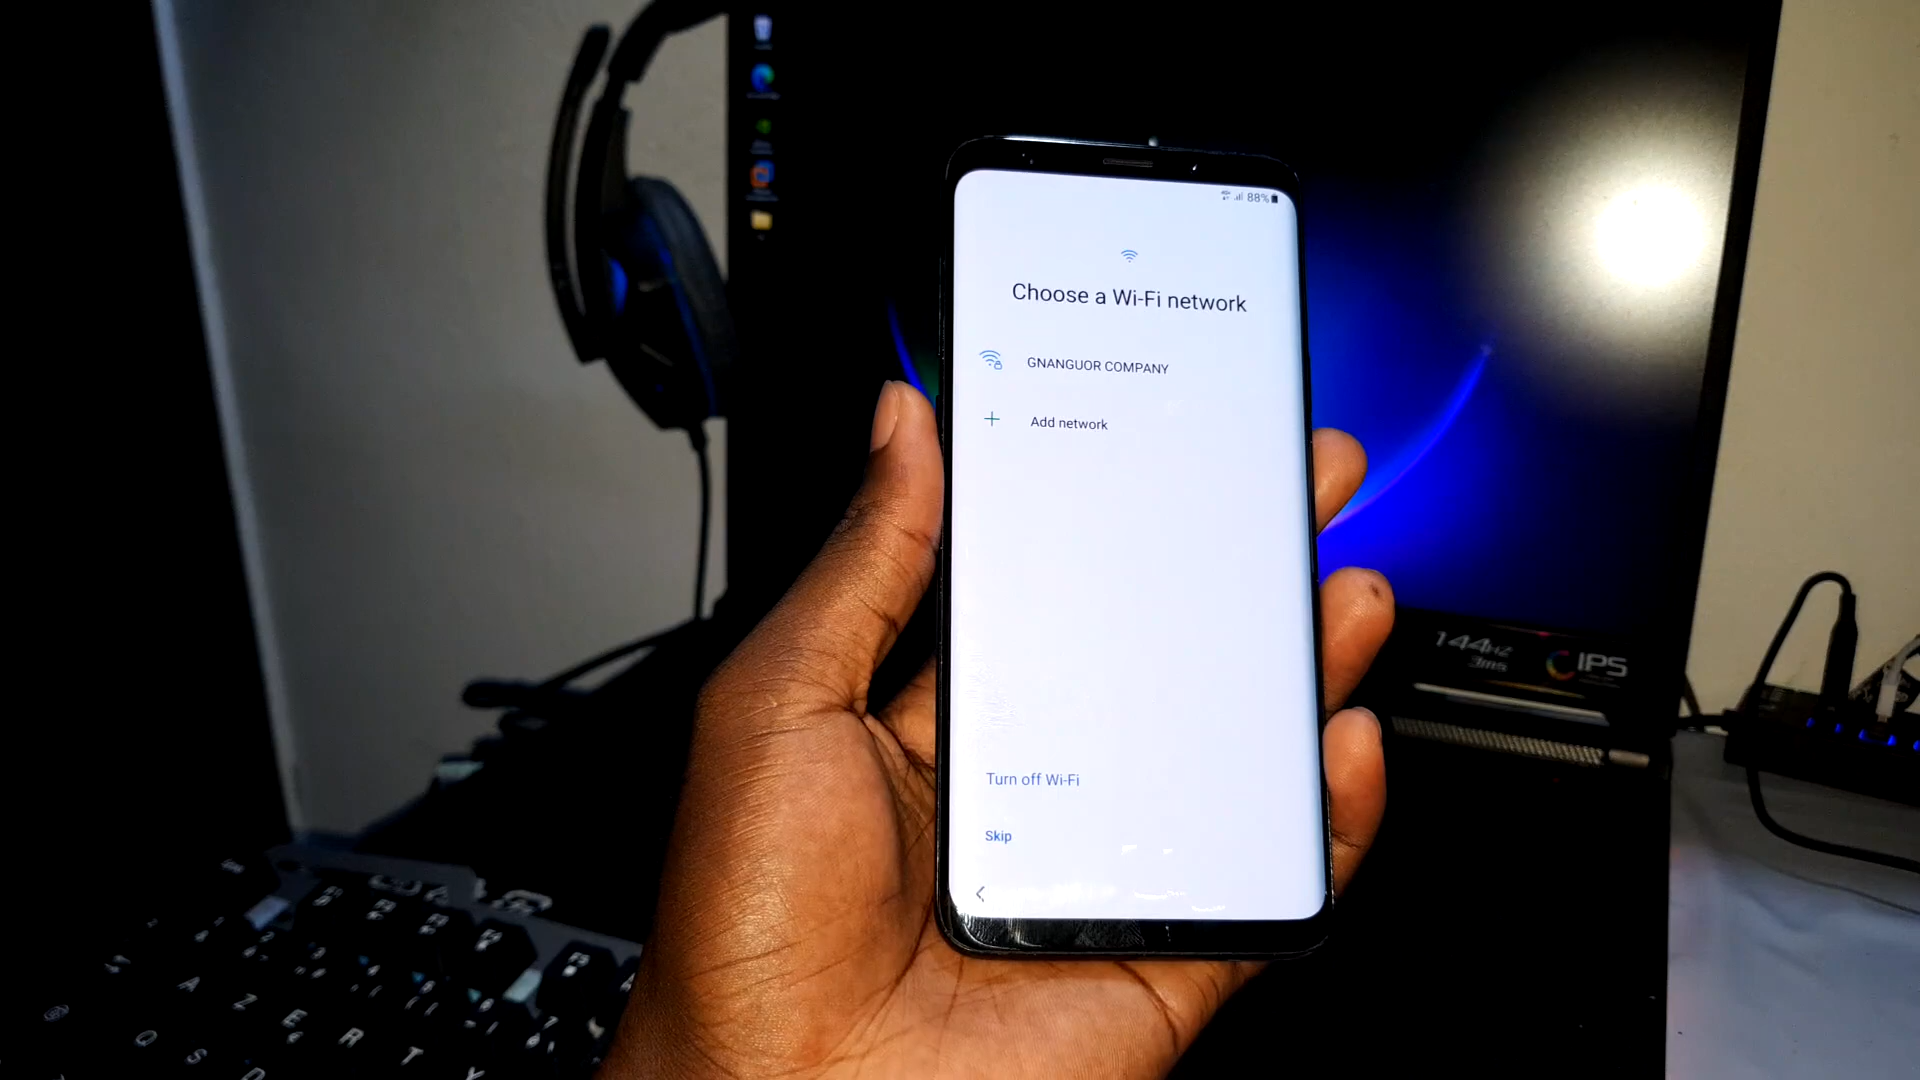 88%
Choose a Wi-Fi network
GNANGUOR COMPANY
Add network
Turn off Wi-Fi
Skip
144Hz
3ms
IPS
A Z E R T Y
Q S D